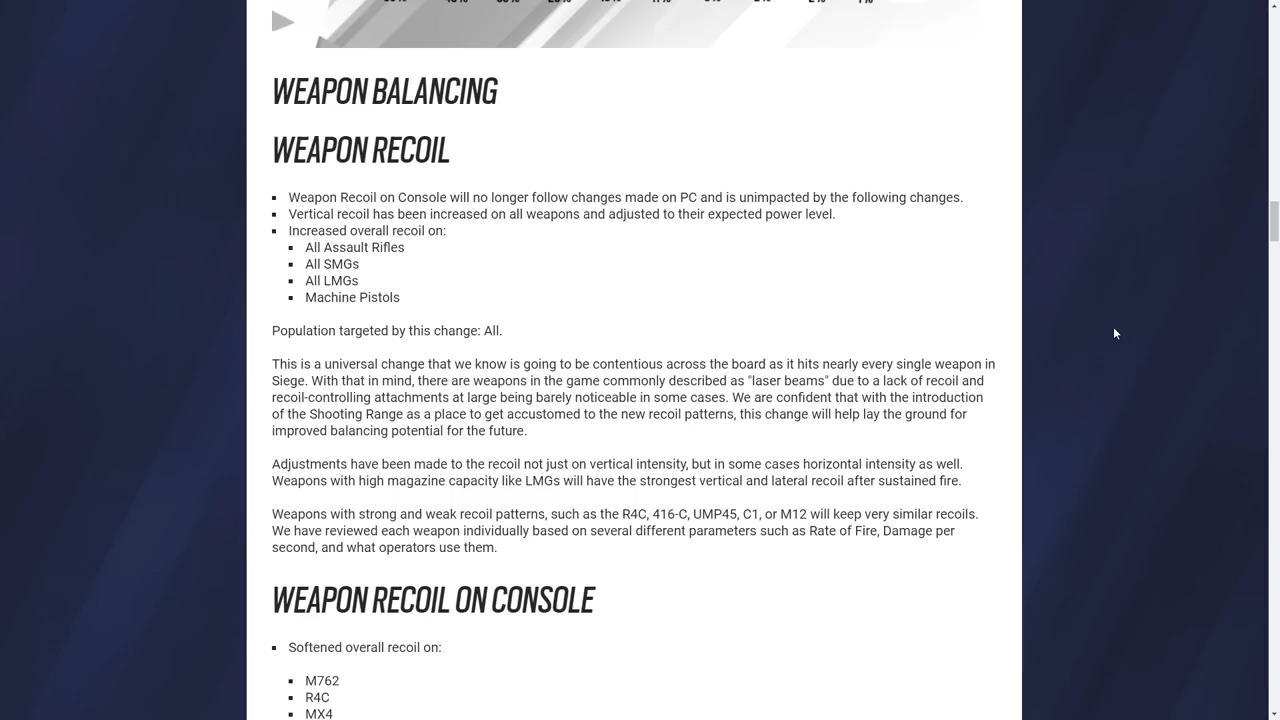 WEAPON BALANCING
WEAPON RECOIL
Weapon Recoil on Console will no longer follow changes made on PC and is unimpacted by the following changes.
Vertical recoil has been increased on all weapons and adjusted to their expected power level.
Increased overall recoil on:
All Assault Rifles
All SMGs
All LMGs
Machine Pistols
Population targeted by this change: All.
This is a universal change that we know is going to be contentious across the board as it hits nearly every single weapon in
Siege. With that in mind, there are weapons in the game commonly described as "laser beams" due to a lack of recoil and
recoil-controlling attachments at large being barely noticeable in some cases. We are confident that with the introduction
of the Shooting Range as a place to get accustomed to the new recoil patterns, this change will help lay the ground for
improved balancing potential for the future.
Adjustments have been made to the recoil not just on vertical intensity, but in some cases horizontal intensity as well.
Weapons with high magazine capacity like LMGs will have the strongest vertical and lateral recoil after sustained fire.
Weapons with strong and weak recoil patterns, such as the R4C, 416-C, UMP45, C1, or M12 will keep very similar recoils.
We have reviewed each weapon individually based on several different parameters such as Rate of Fire, Damage per
second, and what operators use them.
WEAPON RECOIL ON CONSOLE
Softened overall recoil on:
M762
R4C
MX4